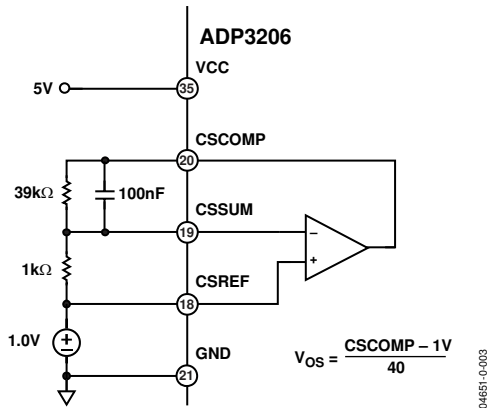 ADP3206
VCC
5V
35
CSCOMP
20
39kΩ
100nF
CSSUM
19
1kΩ
CSREF
18
1.0V
GND
21
V_OS = CSCOMP – 1V
40
04651-0-003